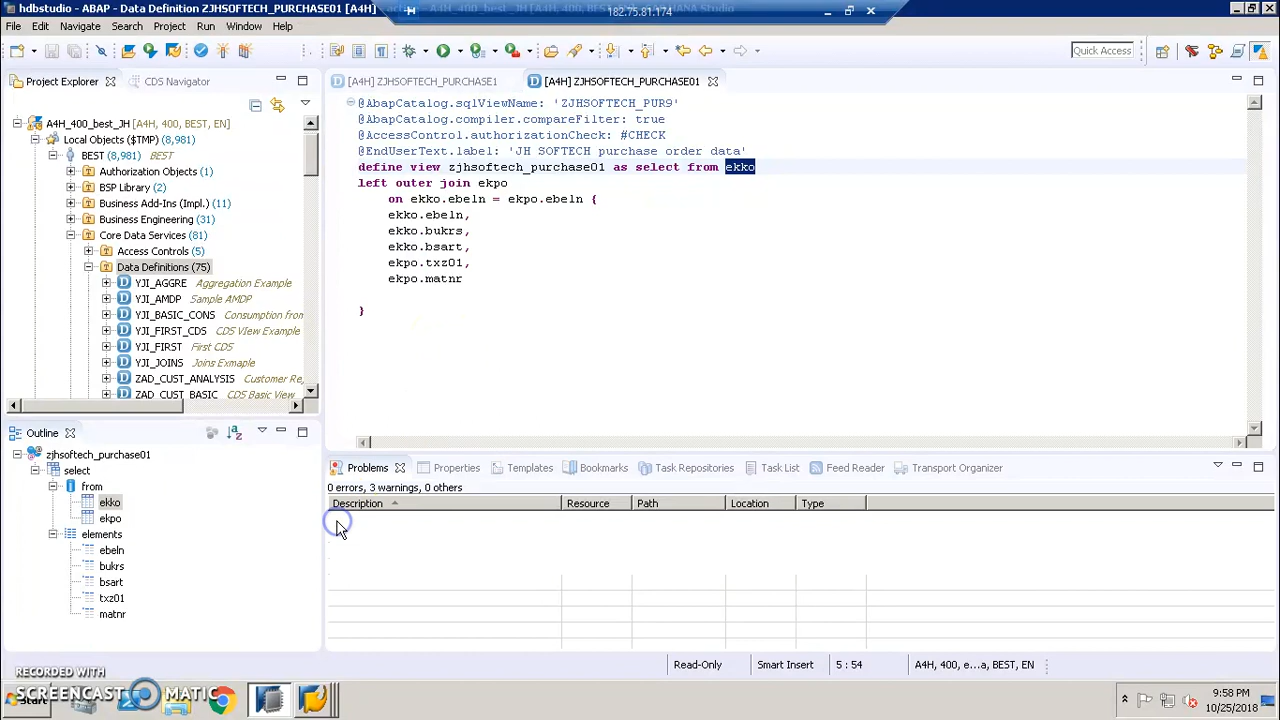 hdbstudio - ABAP - Data Definition ZJHSOFTECH_PURCHASE01 [A4H]
182.75.81.174
File Edit Navigate Search Project Run Window Help
Quick Access
Project Explorer
CDS Navigator
A4H_400_best_JH [A4H, 400, BEST, EN]
Local Objects ($TMP) (8,981)
BEST (8,981) BEST
Authorization Objects (1)
BSP Library (2)
Business Add-Ins (Impl.) (11)
Business Engineering (31)
Core Data Services (81)
Access Controls (5)
Data Definitions (75)
YJI_AGGRE Aggregation Example
YJI_AMDP Sample AMDP
YJI_BASIC_CONS Consumption from
YJI_FIRST_CDS CDS View Example
YJI_FIRST First CDS
YJI_JOINS Joins Exmaple
ZAD_CUST_ANALYSIS Customer Re
ZAD_CUST_BASIC CDS Basic View
[A4H] ZJHSOFTECH_PURCHASE1
[A4H] ZJHSOFTECH_PURCHASE01
@AbapCatalog.sqlViewName: 'ZJHSOFTECH_PUR9'
@AbapCatalog.compiler.compareFilter: true
@AccessControl.authorizationCheck: #CHECK
@EndUserText.label: 'JH SOFTECH purchase order data'
define view zjhsoftech_purchase01 as select from ekko
left outer join ekpo
on ekko.ebeln = ekpo.ebeln {
ekko.ebeln,
ekko.bukrs,
ekko.bsart,
ekpo.txz01,
ekpo.matnr
}
Outline
zjhsoftech_purchase01
select
from
ekko
ekpo
elements
ebeln
bukrs
bsart
txz01
matnr
Problems Properties Templates Bookmarks Task Repositories Task List Feed Reader Transport Organizer
0 errors, 3 warnings, 0 others
Description Resource Path Location Type
Read-Only Smart Insert 5 : 54 A4H, 400, e...a, BEST, EN
RECORDED WITH
SCREENCAST MATIC
Start
9:58 PM
10/25/2018